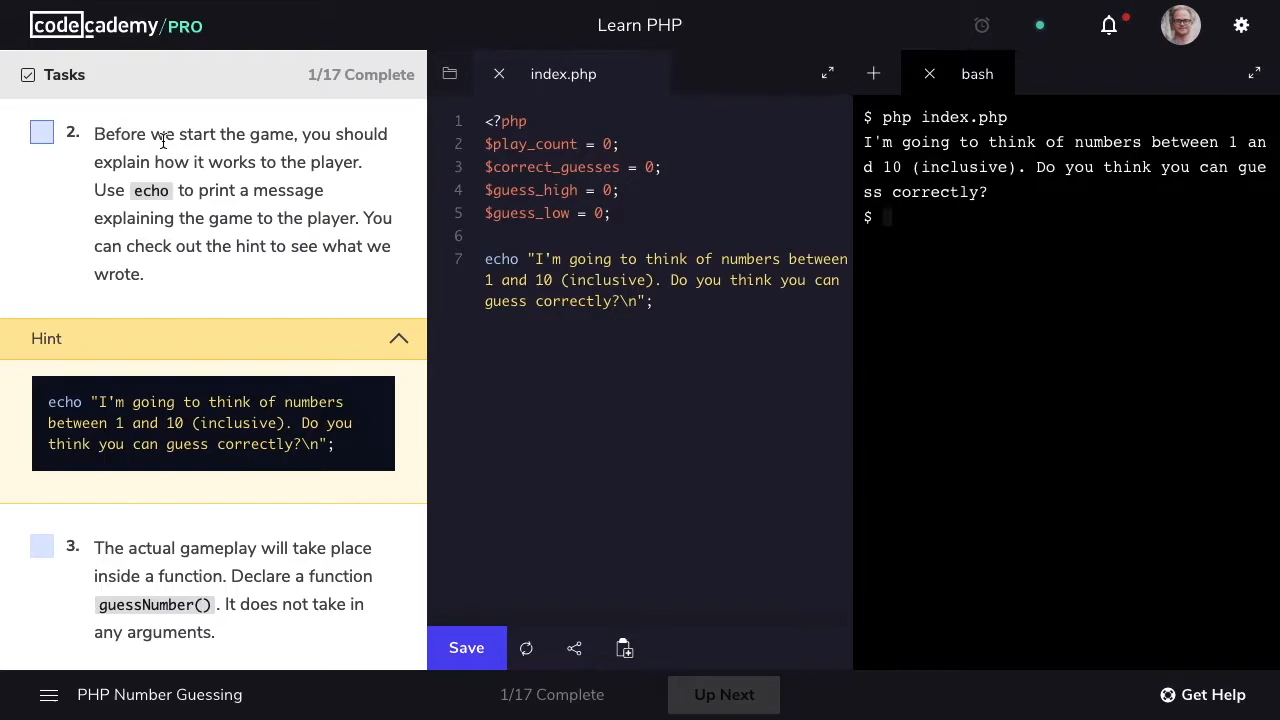 codecademy/PRO
Learn PHP
Tasks
1/17 Complete
2. Before we start the game, you should
explain how it works to the player.
Use echo to print a message
explaining the game to the player. You
can check out the hint to see what we
wrote.
Hint
echo "I'm going to think of numbers
between 1 and 10 (inclusive). Do you
think you can guess correctly?\n";
3. The actual gameplay will take place
inside a function. Declare a function
guessNumber(). It does not take in
any arguments.
index.php
1 <?php
2 $play_count = 0;
3 $correct_guesses = 0;
4 $guess_high = 0;
5 $guess_low = 0;
6
7 echo "I'm going to think of numbers between
1 and 10 (inclusive). Do you think you can
guess correctly?\n";
Save
bash
$ php index.php
I'm going to think of numbers between 1 an
d 10 (inclusive). Do you think you can gue
ss correctly?
$
PHP Number Guessing
1/17 Complete
Up Next
Get Help